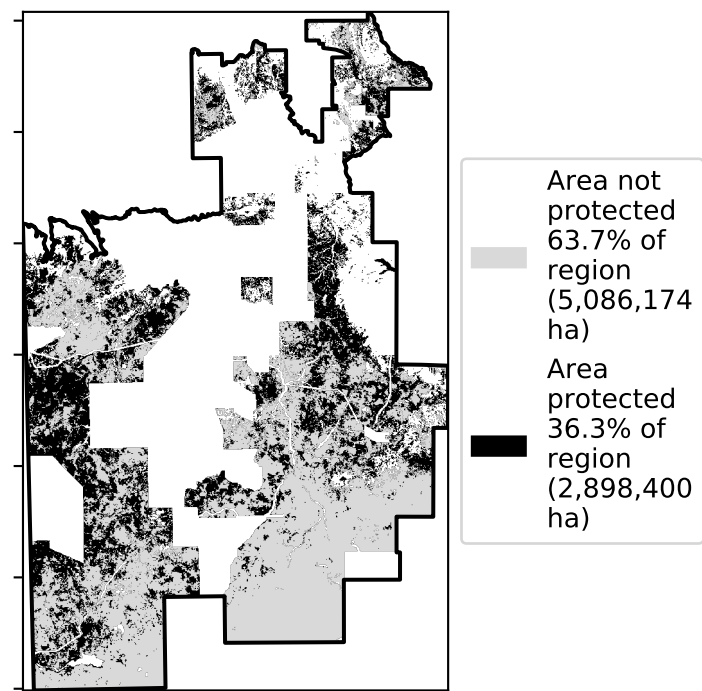 Area not
protected
63.7% of
region
(5,086,174
ha)
Area
protected
36.3% of
region
(2,898,400
ha)